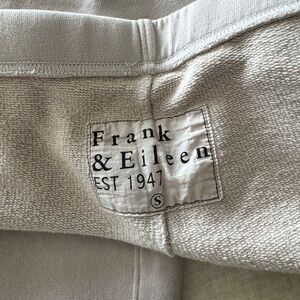 Frank
& Eileen
EST 1947
S